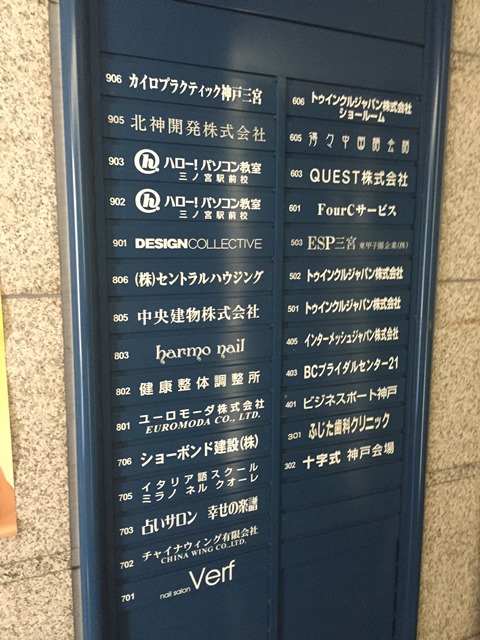 906 カイロプラクティック神戸三宮
905 北神開発株式会社
903 h ハロー!パソコン教室
三ノ宮駅前校
902 h ハロー!パソコン教室
三ノ宮駅前校
901 DESIGNCOLLECTIVE
806 (株)セントラルハウジング
805 中央建物株式会社
803 harmo nail
802 健康整体調整所
801 ユーロモーダ株式会社
EUROMODA CO., LTD.
706 ショーボンド建設(株)
705 イタリア語スクール
ミラノ ネル クオーレ
703 占いサロン 幸せの楽譜
702 チャイナウィング有限会社
CHINA WING CO.,LTD.
701 nail salon Verf
606 トゥインクルジャパン株式会社
ショールーム
605
603 QUEST株式会社
601 FourCサービス
503 ESP三宮 東甲子園企業(株)
502 トゥインクルジャパン株式会社
501 トゥインクルジャパン株式会社
405 インターメッシュジャパン株式会社
403 BCブライダルセンター21
401 ビジネスポート神戸
301 ふじた歯科クリニック
302 十字式 神戸会場